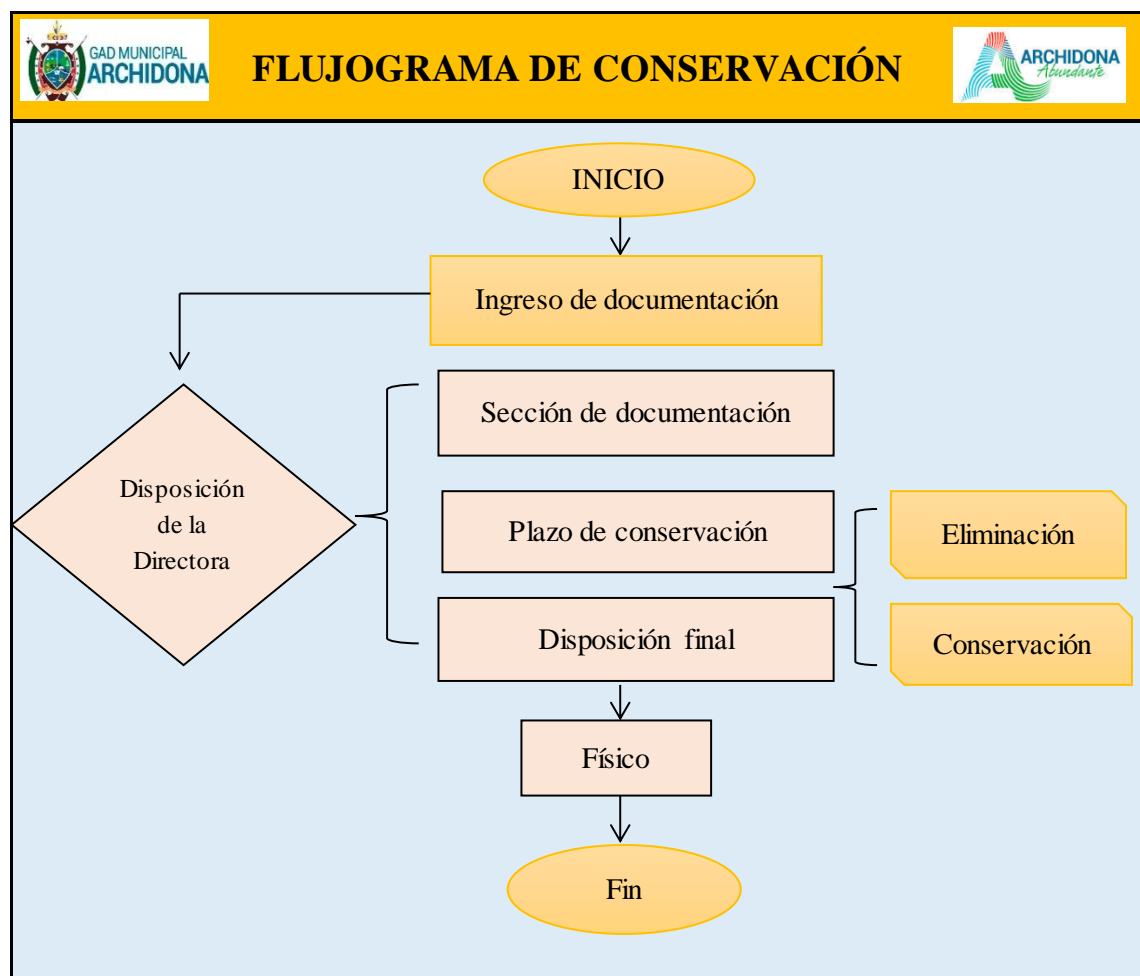 GAD MUNICIPAL
ARCHIDONA
FLUJOGRAMA DE CONSERVACIÓN
ARCHIDONA
Abundante
INICIO
Ingreso de documentación
Sección de documentación
Disposición
de la
Directora
Plazo de conservación
Eliminación
Disposición final
Conservación
Físico
Fin